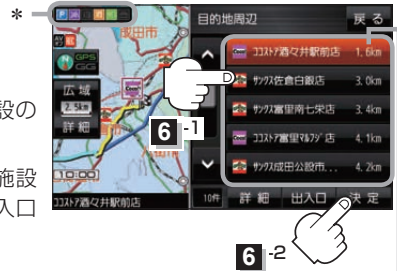 *
目的地周辺 戻る
成田市
GPS
広域
2.5km
詳細
10:00
ココストア酒々井駅前店
ココストア酒々井駅前店 1.6km
サンクス佐倉白銀店 3.0km
サンクス富里南七栄店 3.4km
ココストア富里マルフジ店 4.1km
サンクス成田公設市... 4.2km
10件 詳細 出入口 決定
6 -1
6 -2
設の
施設
入口